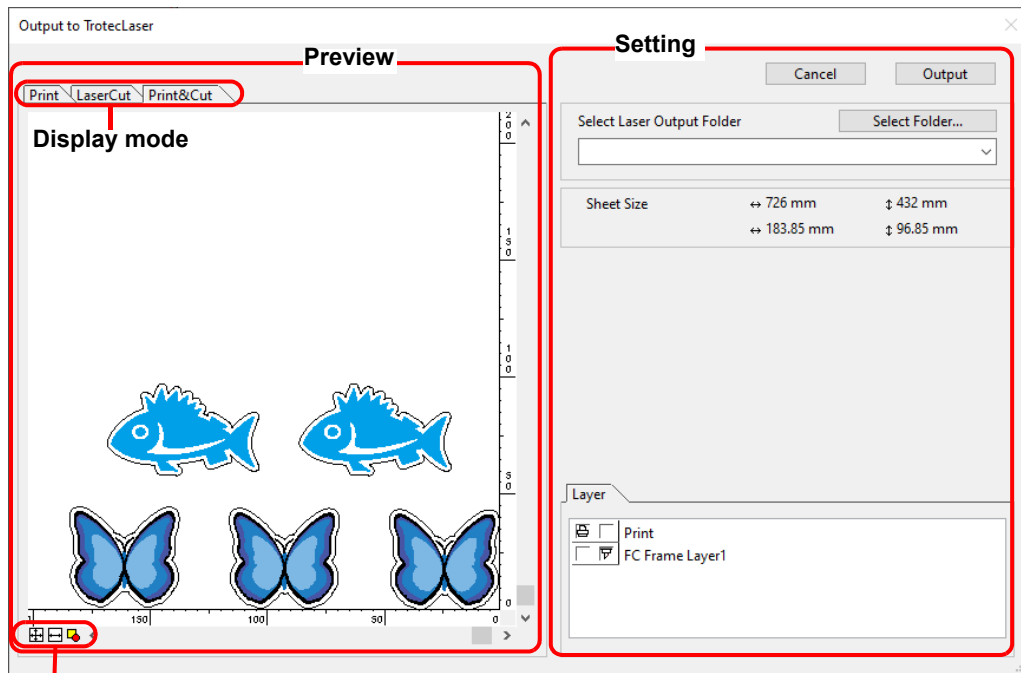 Output to TrotecLaser
Preview
Setting
Cancel Output
Print LaserCut Print&Cut
Display mode
Select Laser Output Folder Select Folder...
Sheet Size ↔ 726 mm ↕ 432 mm
↔ 183.85 mm ↕ 96.85 mm
200
150
100
50
0
Layer
Print
FC Frame Layer1
150 100 50 0